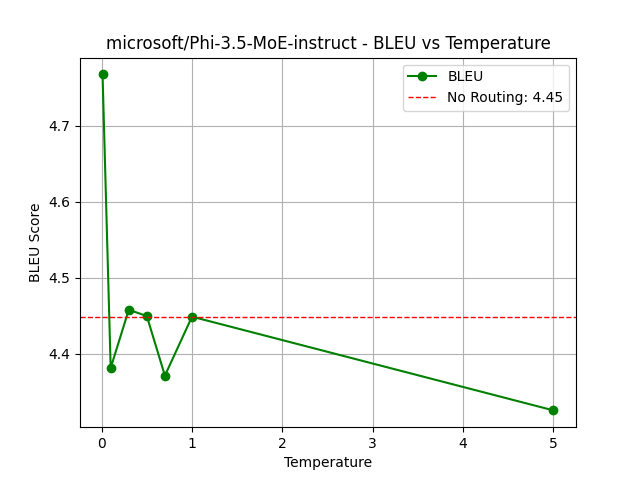 microsoft/Phi-3.5-MoE-instruct - BLEU vs Temperature
BLEU
No Routing: 4.45
BLEU Score
4.7
4.6
4.5
4.4
0 1 2 3 4 5
Temperature